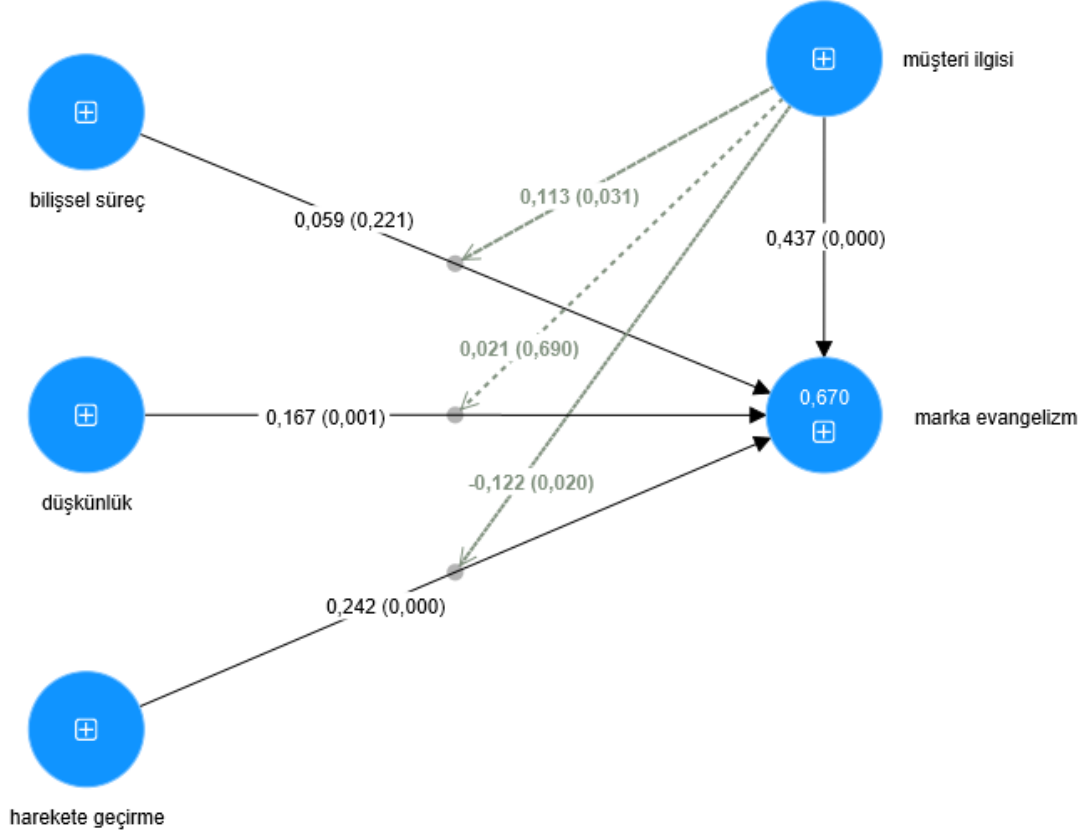 müşteri ilgisi
bilişsel süreç
0,113 (0,031)
0,059 (0,221)
0,437 (0,000)
0,021 (0,690)
0,670
0,167 (0,001)
marka evangelizm
-0,122 (0,020)
düşkünlük
0,242 (0,000)
harekete geçirme